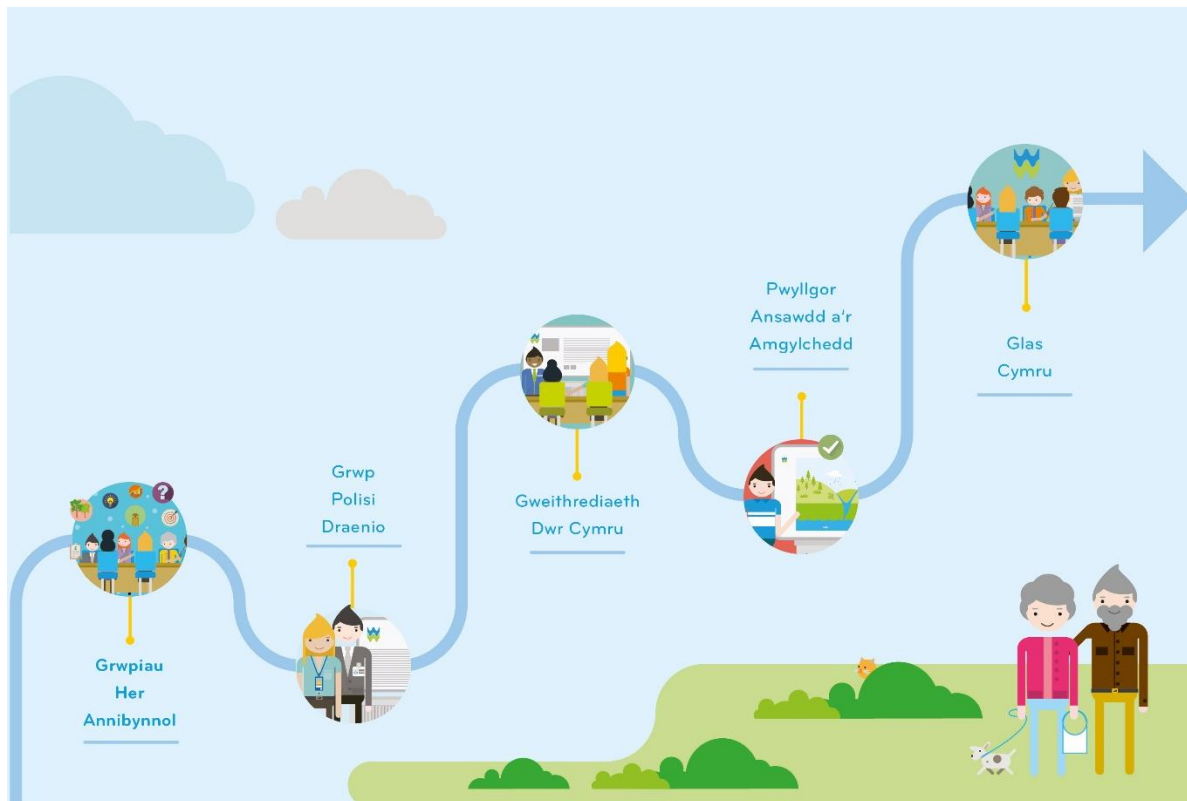 Grwpiau
Her
Annibynnol
Grwp
Polisi
Draenio
Gweithrediaeth
Dwr Cymru
Pwyllgor
Ansawdd a'r
Amgylchedd
Glas
Cymru
?